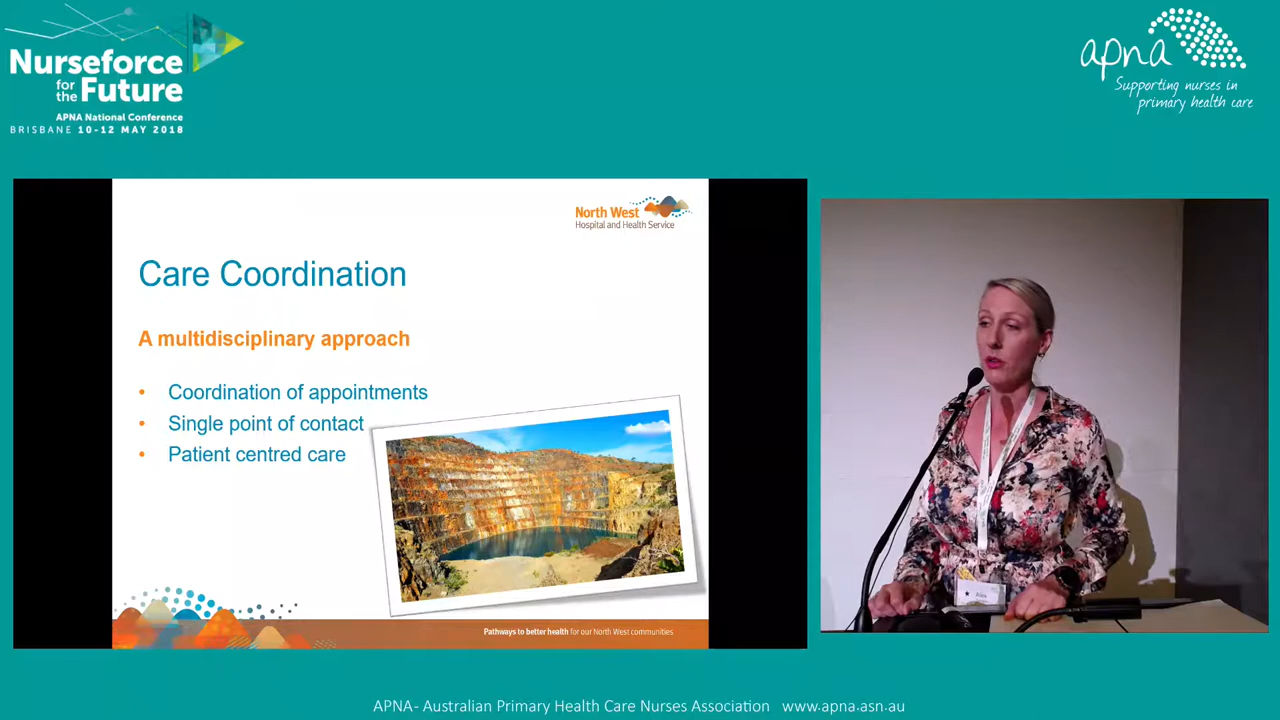 Nurseforce
for the Future
APNA National Conference
BRISBANE 10-12 MAY 2018
apna
Supporting nurses in
primary health care
North West
Hospital and Health Service
Care Coordination
A multidisciplinary approach
• Coordination of appointments
• Single point of contact
• Patient centred care
Pathways to better health for our North West communities
APNA- Australian Primary Health Care Nurses Association www.apna.asn.au